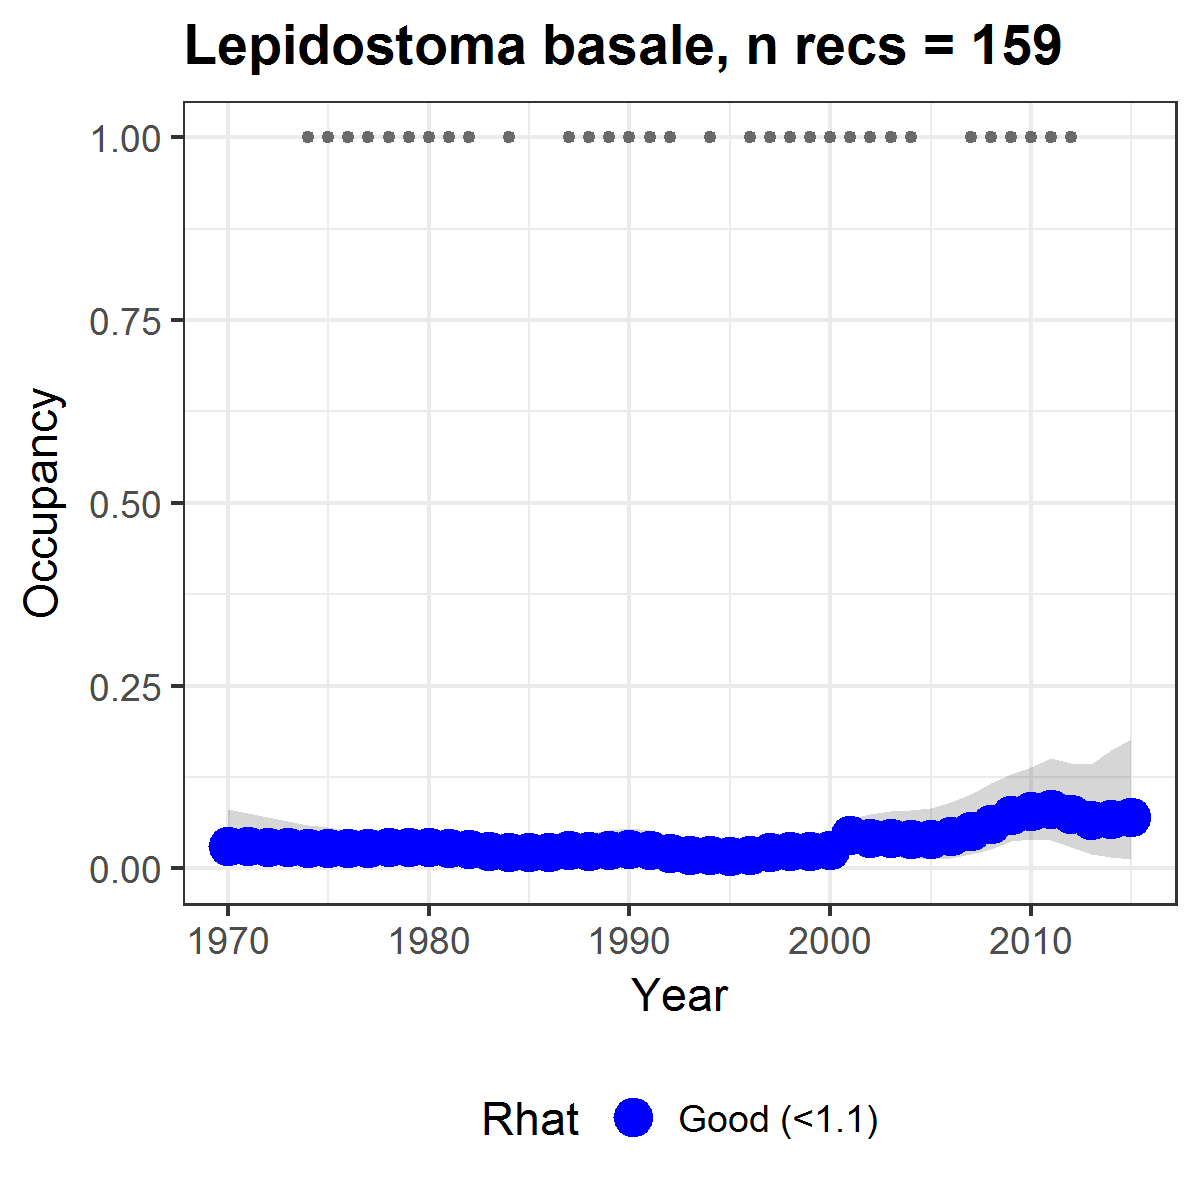 Lepidostoma basale, n recs = 159
1.00
0.75
0.50
0.25
0.00
Occupancy
1970 1980 1990 2000 2010
Year
Rhat Good (<1.1)